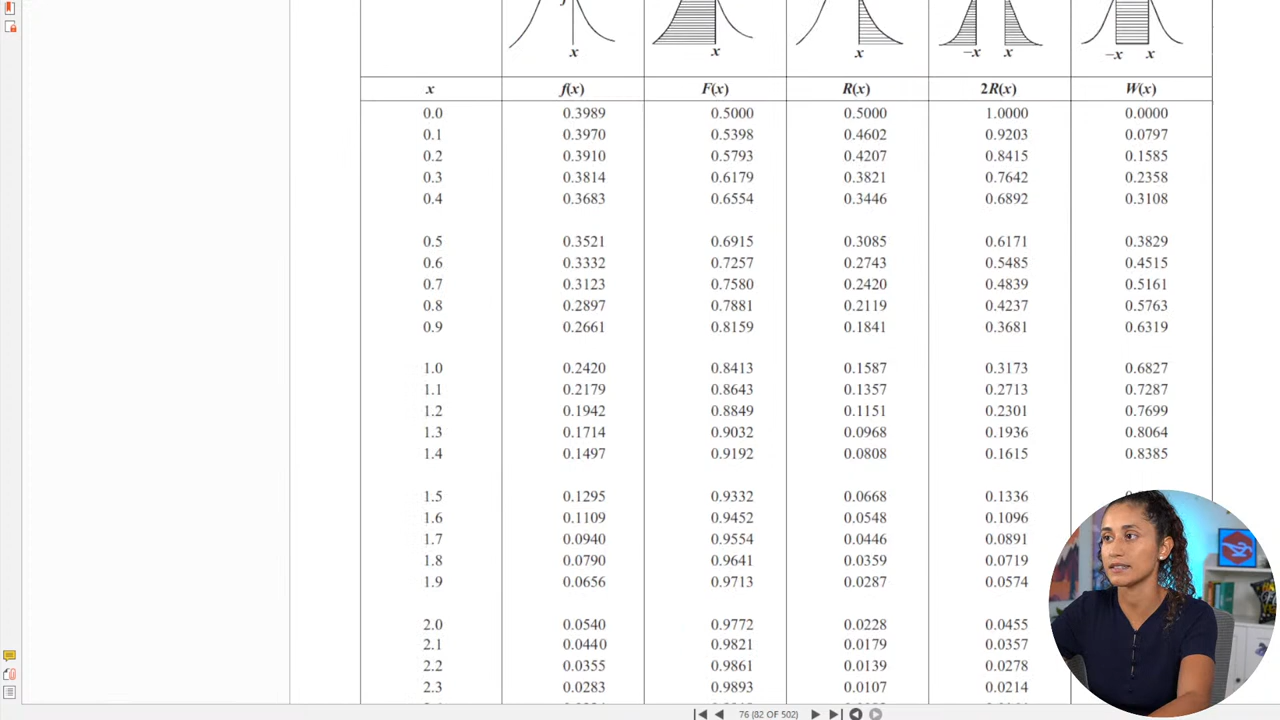 f
x x x −x x −x x
x f(x) F(x) R(x) 2R(x) W(x)
0.0 0.3989 0.5000 0.5000 1.0000 0.0000
0.1 0.3970 0.5398 0.4602 0.9203 0.0797
0.2 0.3910 0.5793 0.4207 0.8415 0.1585
0.3 0.3814 0.6179 0.3821 0.7642 0.2358
0.4 0.3683 0.6554 0.3446 0.6892 0.3108
0.5 0.3521 0.6915 0.3085 0.6171 0.3829
0.6 0.3332 0.7257 0.2743 0.5485 0.4515
0.7 0.3123 0.7580 0.2420 0.4839 0.5161
0.8 0.2897 0.7881 0.2119 0.4237 0.5763
0.9 0.2661 0.8159 0.1841 0.3681 0.6319
1.0 0.2420 0.8413 0.1587 0.3173 0.6827
1.1 0.2179 0.8643 0.1357 0.2713 0.7287
1.2 0.1942 0.8849 0.1151 0.2301 0.7699
1.3 0.1714 0.9032 0.0968 0.1936 0.8064
1.4 0.1497 0.9192 0.0808 0.1615 0.8385
1.5 0.1295 0.9332 0.0668 0.1336
1.6 0.1109 0.9452 0.0548 0.1096
1.7 0.0940 0.9554 0.0446 0.0891
1.8 0.0790 0.9641 0.0359 0.0719
1.9 0.0656 0.9713 0.0287 0.0574
2.0 0.0540 0.9772 0.0228 0.0455
2.1 0.0440 0.9821 0.0179 0.0357
2.2 0.0355 0.9861 0.0139 0.0278
2.3 0.0283 0.9893 0.0107 0.0214
76 (82 OF 502)